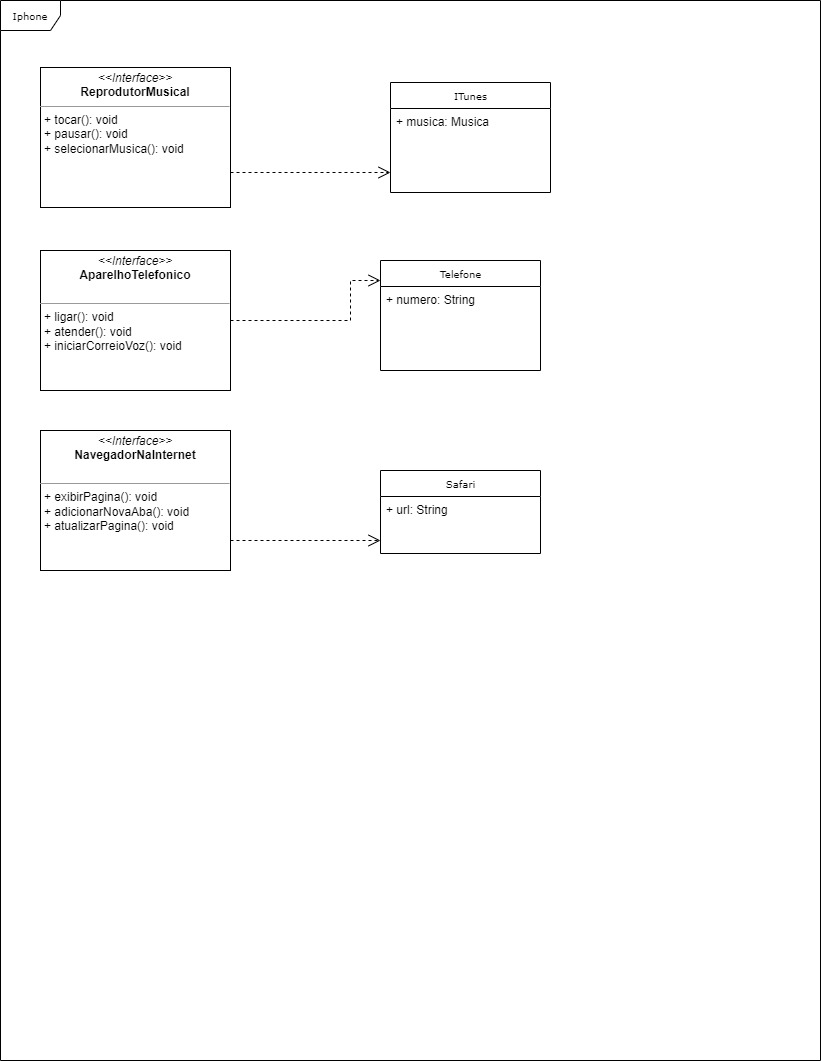 Iphone
<<Interface>>
ReprodutorMusical
+ tocar(): void
+ pausar(): void
+ selecionarMusica(): void
ITunes
+ musica: Musica
<<Interface>>
AparelhoTelefonico
+ ligar(): void
+ atender(): void
+ iniciarCorreioVoz(): void
Telefone
+ numero: String
<<Interface>>
NavegadorNaInternet
+ exibirPagina(): void
+ adicionarNovaAba(): void
+ atualizarPagina(): void
Safari
+ url: String